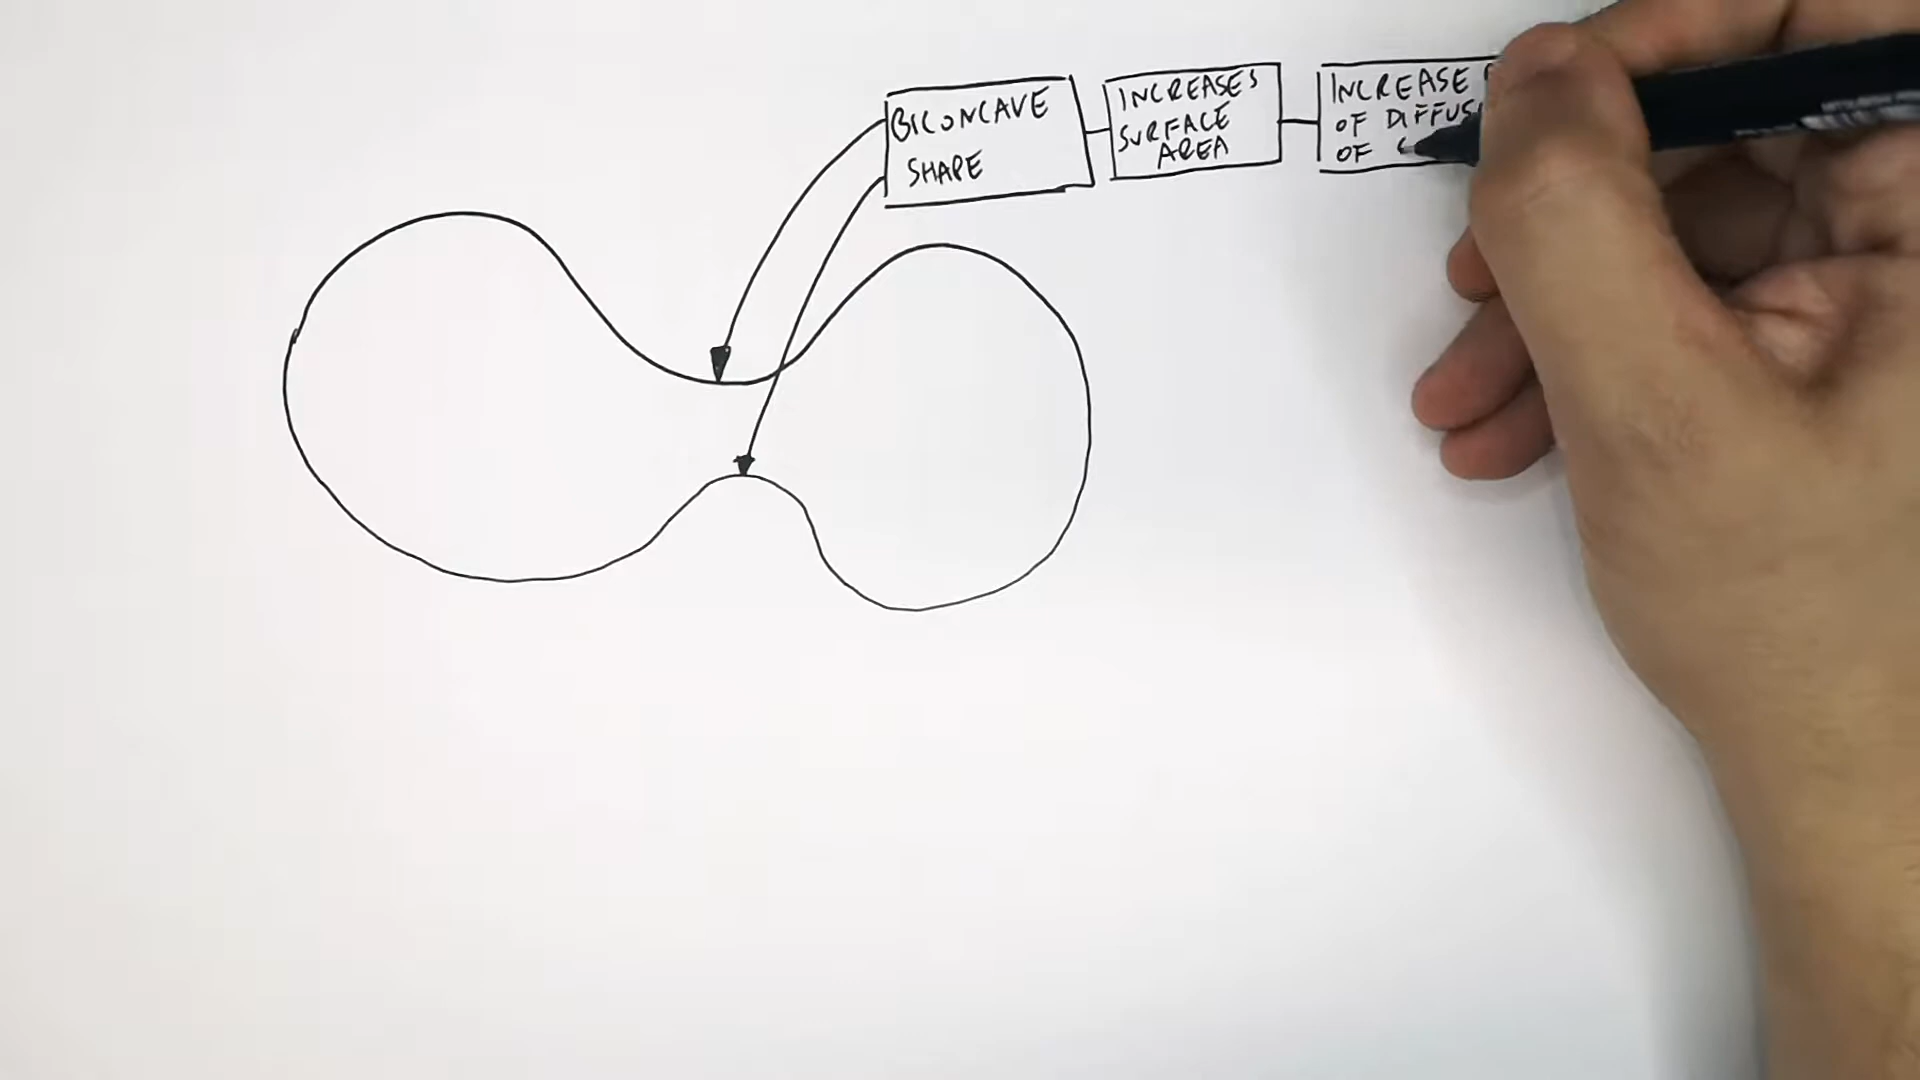 BICONCAVE
SHAPE
INCREASES
SURFACE
AREA
INCREASE
OF DIFFUS
OF